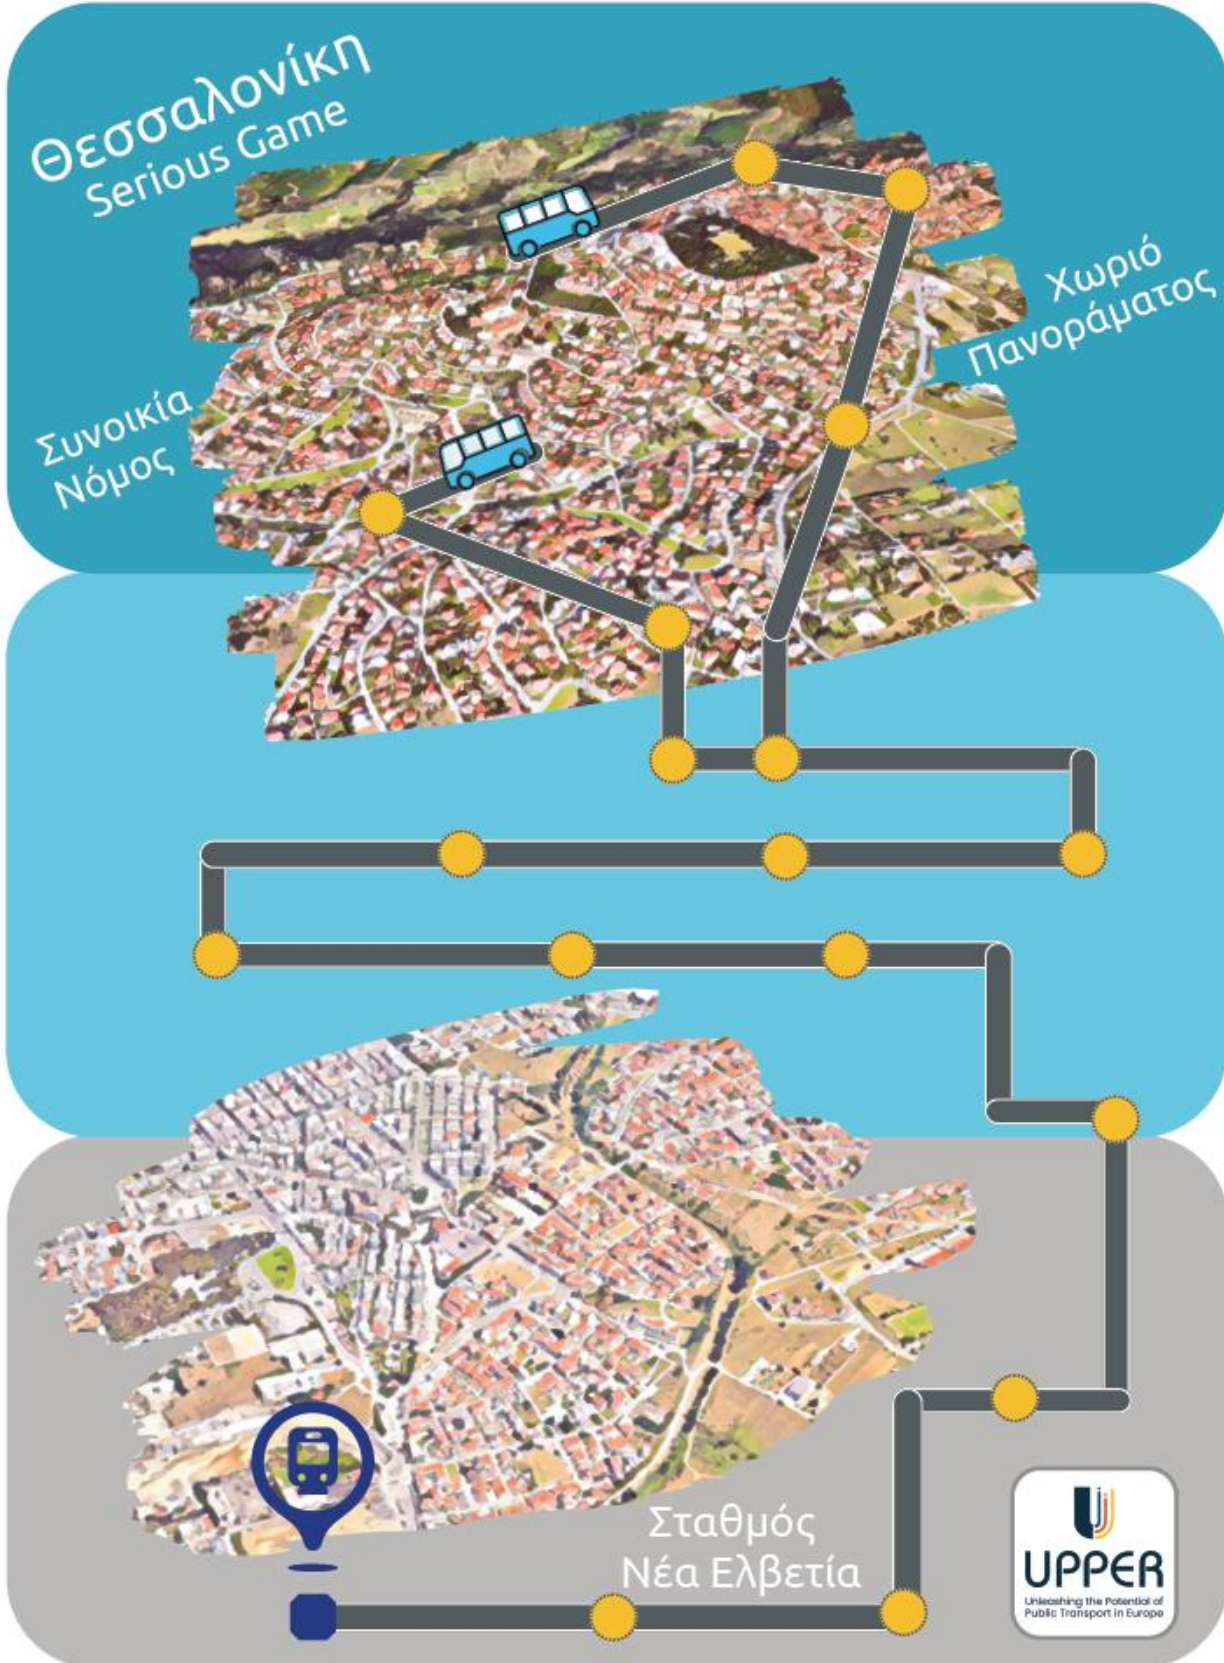 Θεσσαλονίκη
Serious Game
Χωριό
Πανοράματος
Συνοικία
Νόμος
Σταθμός
Νέα Ελβετία
UPPER
Unleashing the Potential of
Public Transport in Europe